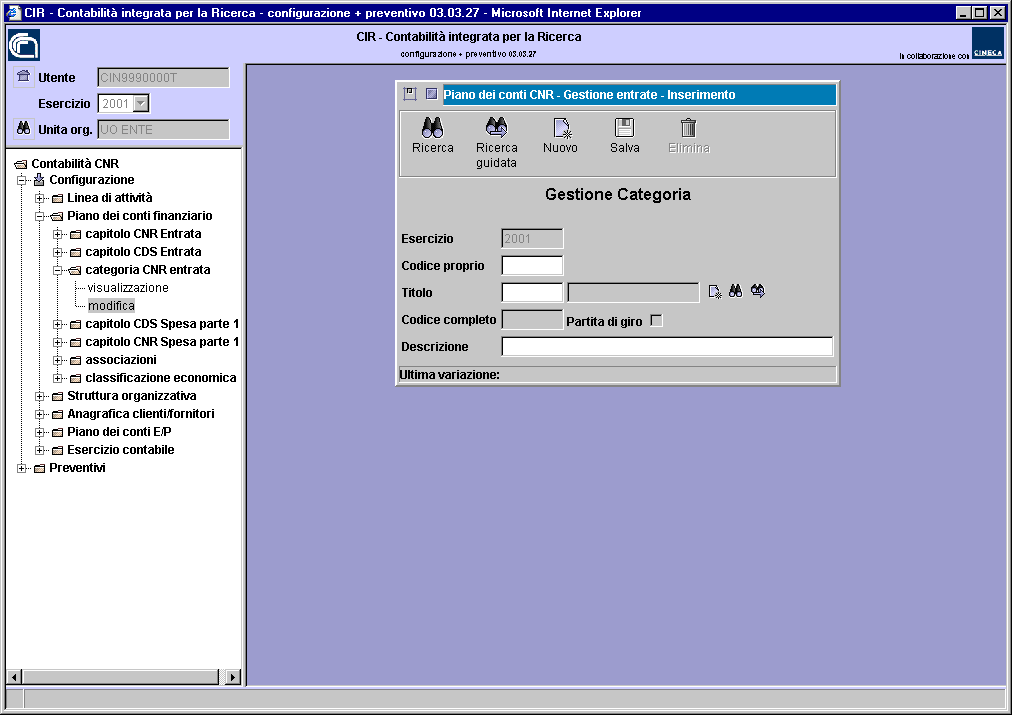 CIR - Contabilità integrata per la Ricerca - configurazione + preventivo 03.03.27 - Microsoft Internet Explorer
CIR - Contabilità integrata per la Ricerca
configurazione + preventivo 03.03.27
In collaborazione con
CINECA
Utente CIN9990000T
Esercizio 2001
Unita org. UO ENTE
Contabilità CNR
Configurazione
Linea di attività
Piano dei conti finanziario
capitolo CNR Entrata
capitolo CDS Entrata
categoria CNR entrata
visualizzazione
modifica
capitolo CDS Spesa parte 1
capitolo CNR Spesa parte 1
associazioni
classificazione economica
Struttura organizzativa
Anagrafica clienti/fornitori
Piano dei conti E/P
Esercizio contabile
Preventivi
Piano dei conti CNR - Gestione entrate - Inserimento
Ricerca
Ricerca guidata
Nuovo
Salva
Elimina
Gestione Categoria
Esercizio 2001
Codice proprio
Titolo
Codice completo Partita di giro
Descrizione
Ultima variazione: